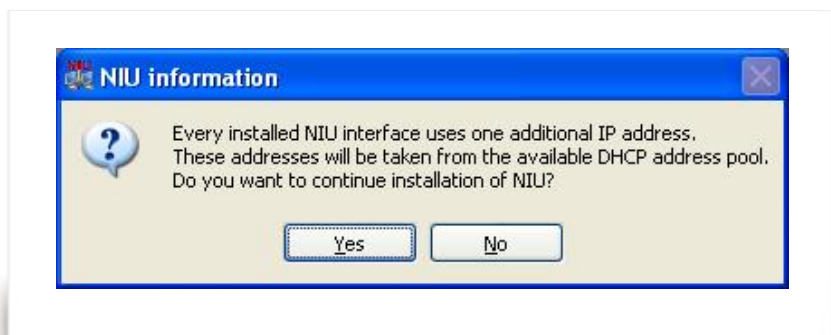 NIU information
Every installed NIU interface uses one additional IP address.
These addresses will be taken from the available DHCP address pool.
Do you want to continue installation of NIU?
Yes
No